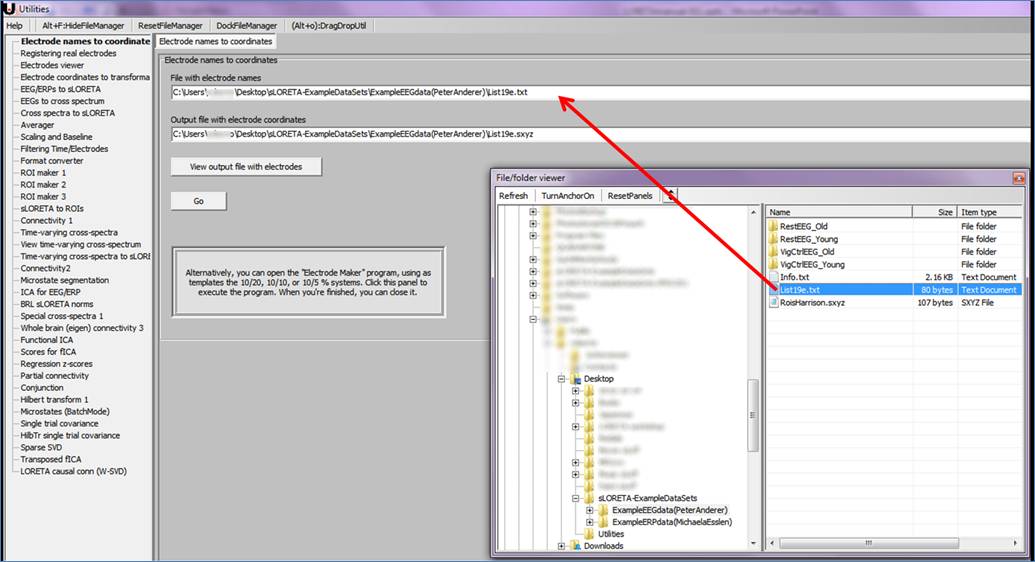 Utilities
Help Alt+F:HideFileManager ResetFileManager DockFileManager (Alt+o):DragDropUtil
Electrode names to coordinate
Registering real electrodes
Electrodes viewer
Electrode coordinates to transforma
EEG/ERPs to sLORETA
EEGs to cross spectrum
Cross spectra to sLORETA
Averager
Scaling and Baseline
Filtering Time/Electrodes
Format converter
ROI maker 1
ROI maker 2
ROI maker 3
sLORETA to ROIs
Connectivity 1
Time-varying cross-spectra
View time-varying cross-spectrum
Time-varying cross-spectra to sLORE
Connectivity2
Microstate segmentation
ICA for EEG/ERP
BRL sLORETA norms
Special cross-spectra 1
Whole brain (eigen) connectivity 3
Functional ICA
Scores for fICA
Regression z-scores
Partial connectivity
Conjunction
Hilbert transform 1
Microstates (BatchMode)
Single trial covariance
HilbTr single trial covariance
Sparse SVD
Transposed fICA
LORETA causal conn (W-SVD)
Electrode names to coordinates
Electrode names to coordinates
File with electrode names
C:\Users\ \Desktop\sLORETA-ExampleDataSets\ExampleEEGdata(PeterAnderer)\List19e.txt
Output file with electrode coordinates
C:\Users\ \Desktop\sLORETA-ExampleDataSets\ExampleEEGdata(PeterAnderer)\List19e.sxyz
View output file with electrodes
Go
Alternatively, you can open the "Electrode Maker" program, using as
templates the 10/20, 10/10, or 10/5 % systems. Click this panel to
execute the program. When you're finished, you can close it.
File/folder viewer
Refresh TurnAnchorOn ResetPanels
Desktop
sLORETA-ExampleDataSets
ExampleEEGdata(PeterAnderer)
ExampleERPdata(MichaelaEsslen)
Utilities
Downloads
Name Size Item type
RestEEG_Old File folder
RestEEG_Young File folder
VigCtrlEEG_Old File folder
VigCtrlEEG_Young File folder
Info.txt 2.16 KB Text Document
List19e.txt 80 bytes Text Document
RoisHarrison.sxyz 107 bytes SXYZ File